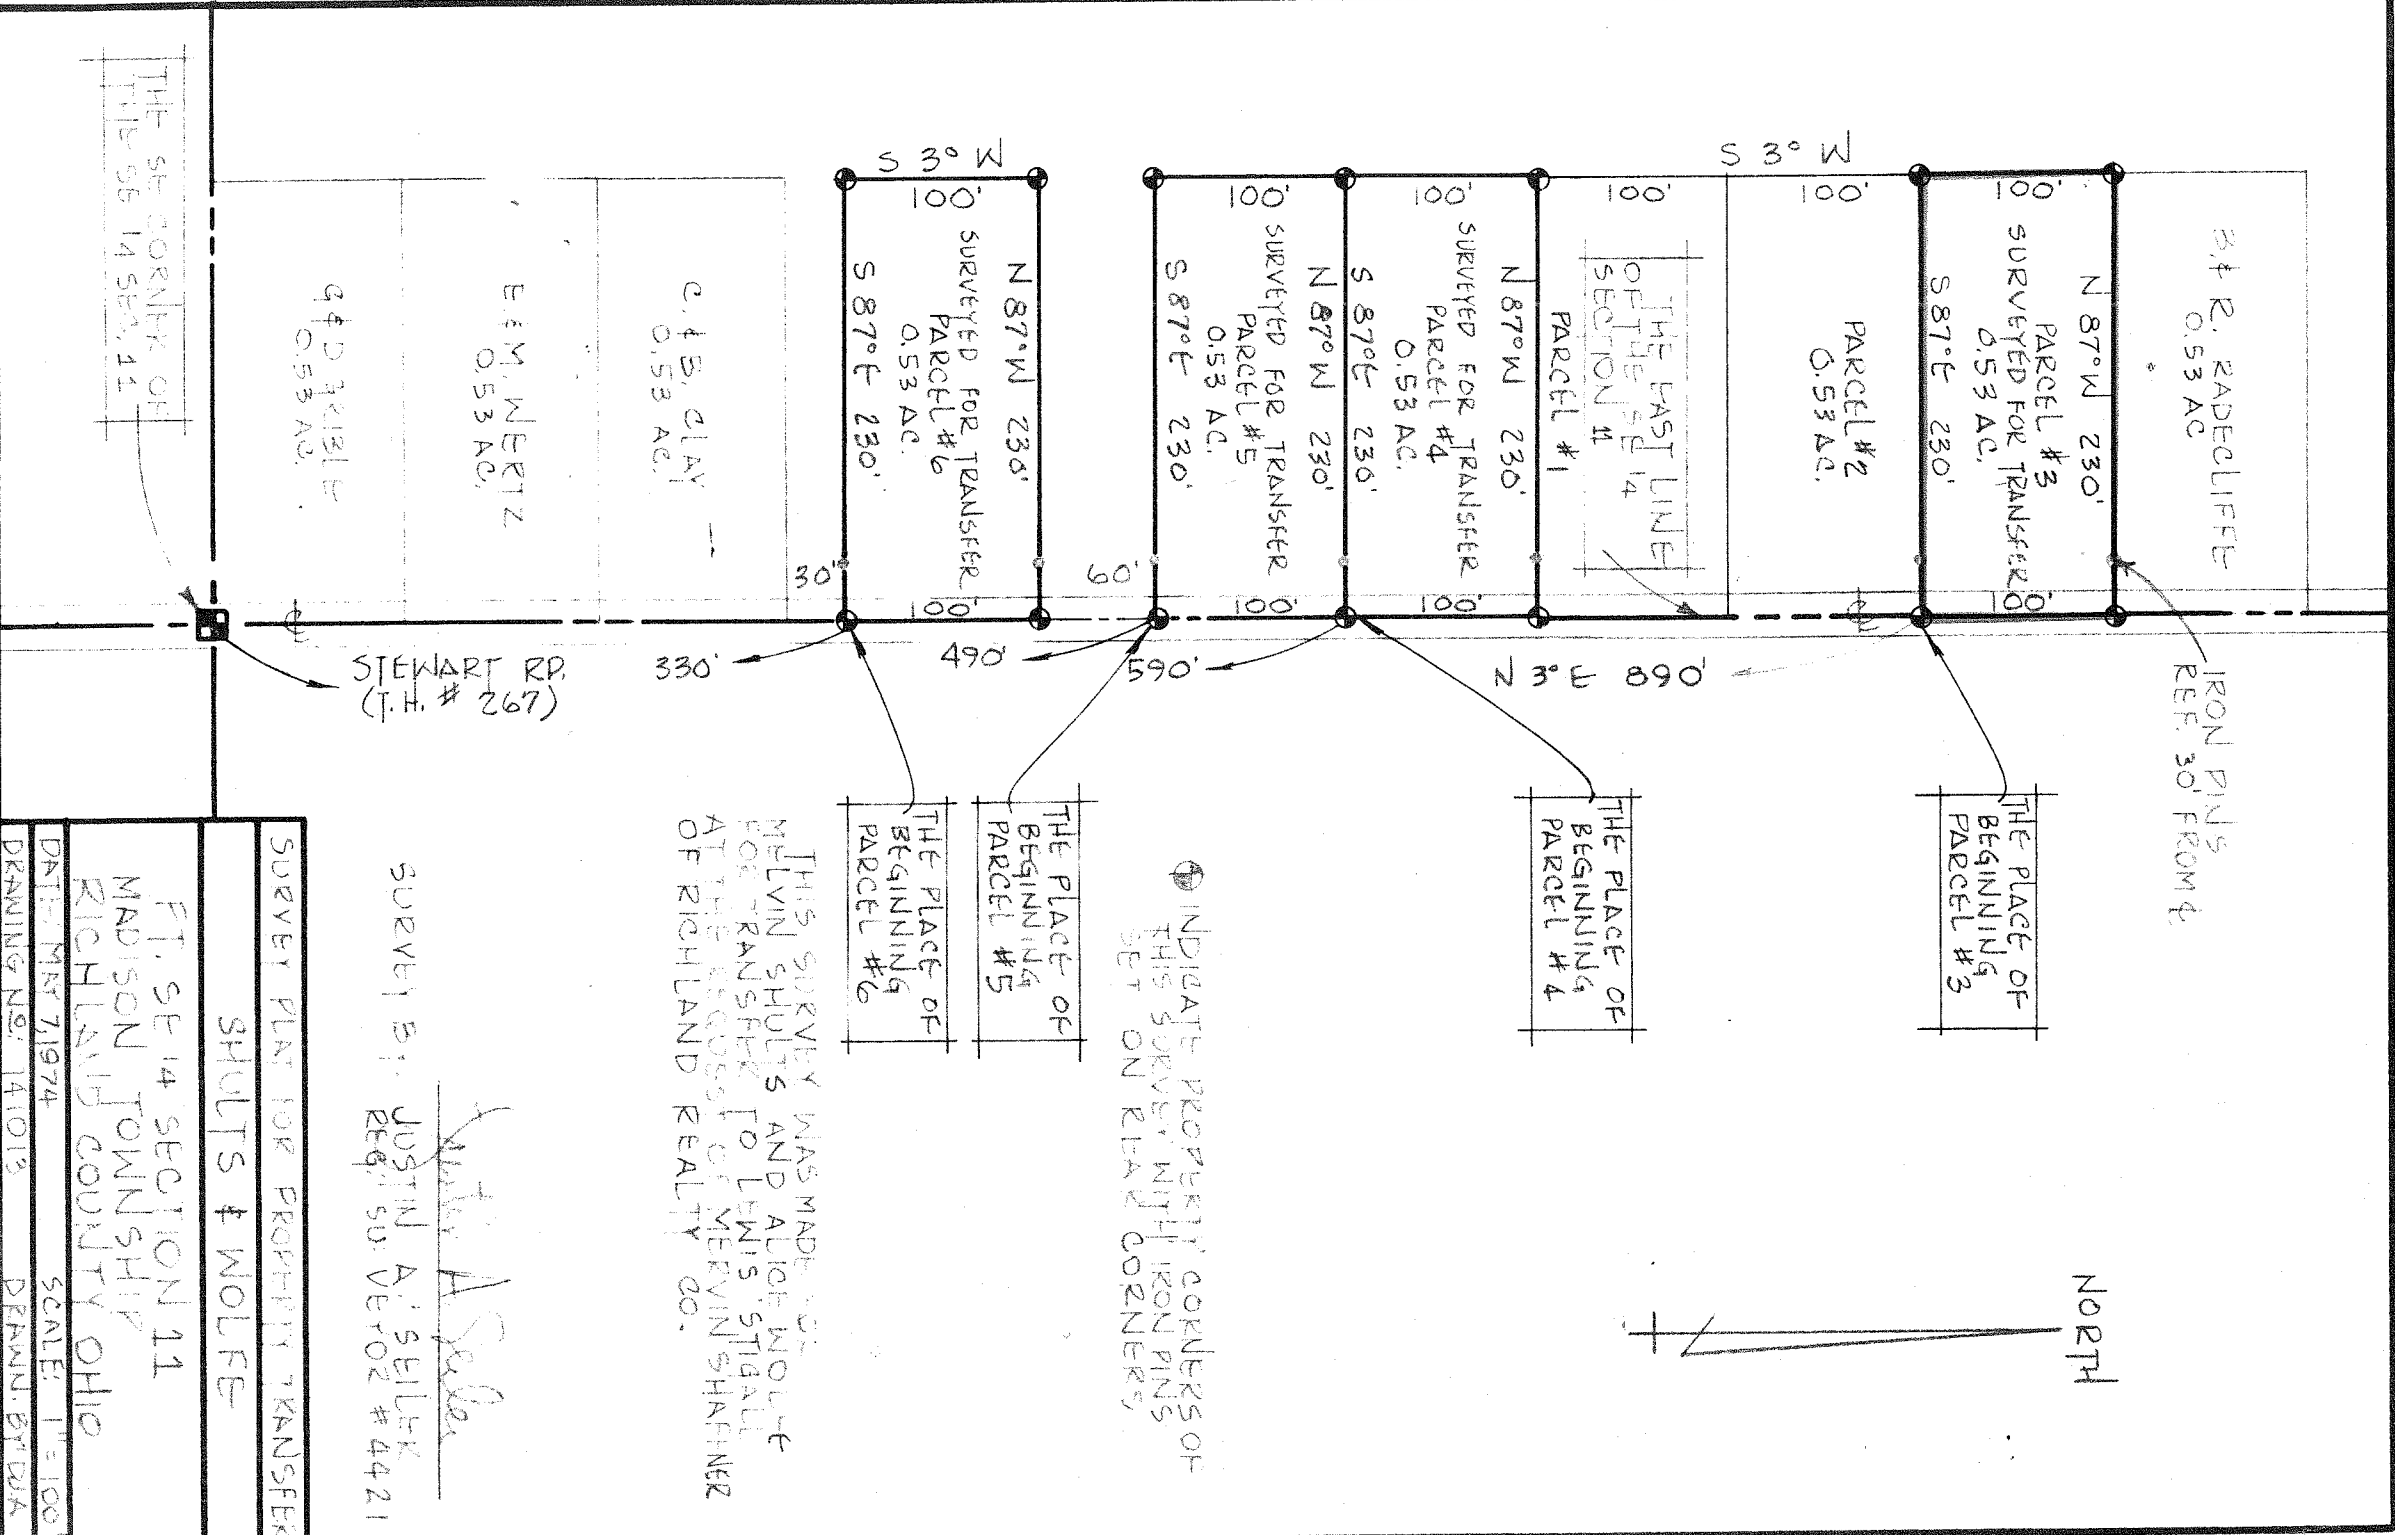 B. & R. RADECLIFFE
0.53 AC
N 87° W 230'
100'
PARCEL #3
SURVEYED FOR TRANSFER
0.53 AC.
100'
S 87° E 230'
S 3° W
100'
PARCEL #2
0.53 AC.
100'
THE EAST LINE
OF THE SE 1/4
SECTION 11
PARCEL #1
N 87° W 230'
100'
SURVEYED FOR TRANSFER
PARCEL #4
0.53 AC.
100'
S 87° E 230'
N 87° W 230'
100'
SURVEYED FOR TRANSFER
PARCEL #5
0.53 AC.
100'
S 87° E 230'
60'
S 3° W
N 87° W 230'
100'
SURVEYED FOR TRANSFER
PARCEL #6
0.53 AC.
100'
S 87° E 230'
30'
C. & B. CLAY
0.53 AC.
E & M. WERTZ
0.53 AC.
G & D
0.53 AC.
THE SE CORNER OF
THE SE 1/4 SEC. 11
IRON PINS
REF. 30' FROM ℄
N 3° E 890'
590'
490'
330'
STEWART RD.
(T.H. # 267)
THE PLACE OF
BEGINNING
PARCEL #3
THE PLACE OF
BEGINNING
PARCEL #4
THE PLACE OF
BEGINNING
PARCEL #5
THE PLACE OF
BEGINNING
PARCEL #6
NORTH
INDICATE PROPERTY CORNERS OF
THIS SURVEY WITH IRON PINS
SET ON REAR CORNERS,
THIS SURVEY WAS MADE FOR
MELVIN SHULTS AND ALICE WOLFE
FOR TRANSFER TO LEWIS STIGALL
AT THE REQUEST OF MERVIN SHAFFNER
OF RICHLAND REALTY CO.
SURVEY BY: JUSTIN A. SEILER
REG. SURVEYOR #4421
SURVEY PLAT FOR PROPERTY TRANSFER
SHULTS & WOLFE
PT. SE 1/4 SECTION 11
MADISON TOWNSHIP
RICHLAND COUNTY OHIO
DATE: MAY 7, 1974 SCALE: 1" = 100'
DRAWING Nº: 741013 DRAWN BY: DJA